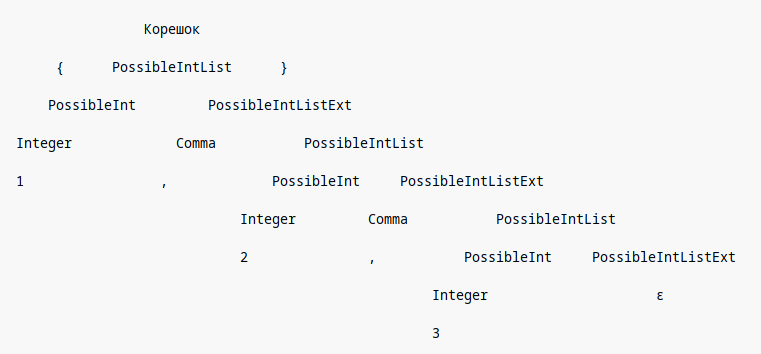 Корешок
{ PossibleIntList }
PossibleInt PossibleIntListExt
Integer Comma PossibleIntList
1 , PossibleInt PossibleIntListExt
Integer Comma PossibleIntList
2 , PossibleInt PossibleIntListExt
Integer ε
3